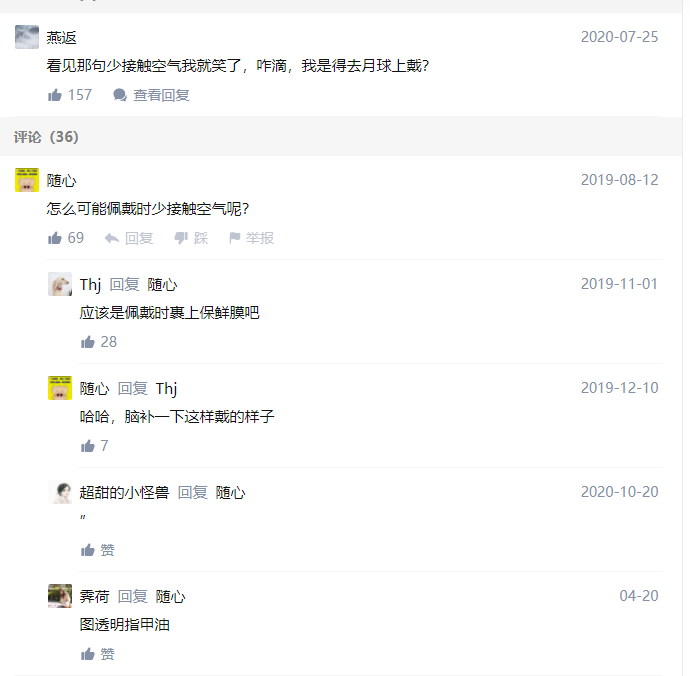 燕返
2020-07-25
看见那句少接触空气我就笑了，咋滴，我是得去月球上戴？
157 查看回复
评论（36）
随心
2019-08-12
怎么可能佩戴时少接触空气呢？
69 回复 踩 举报
Thj 回复 随心
2019-11-01
应该是佩戴时裹上保鲜膜吧
28
随心 回复 Thj
2019-12-10
哈哈，脑补一下这样戴的样子
7
超甜的小怪兽 回复 随心
2020-10-20
”
赞
霁荷 回复 随心
04-20
图透明指甲油
赞